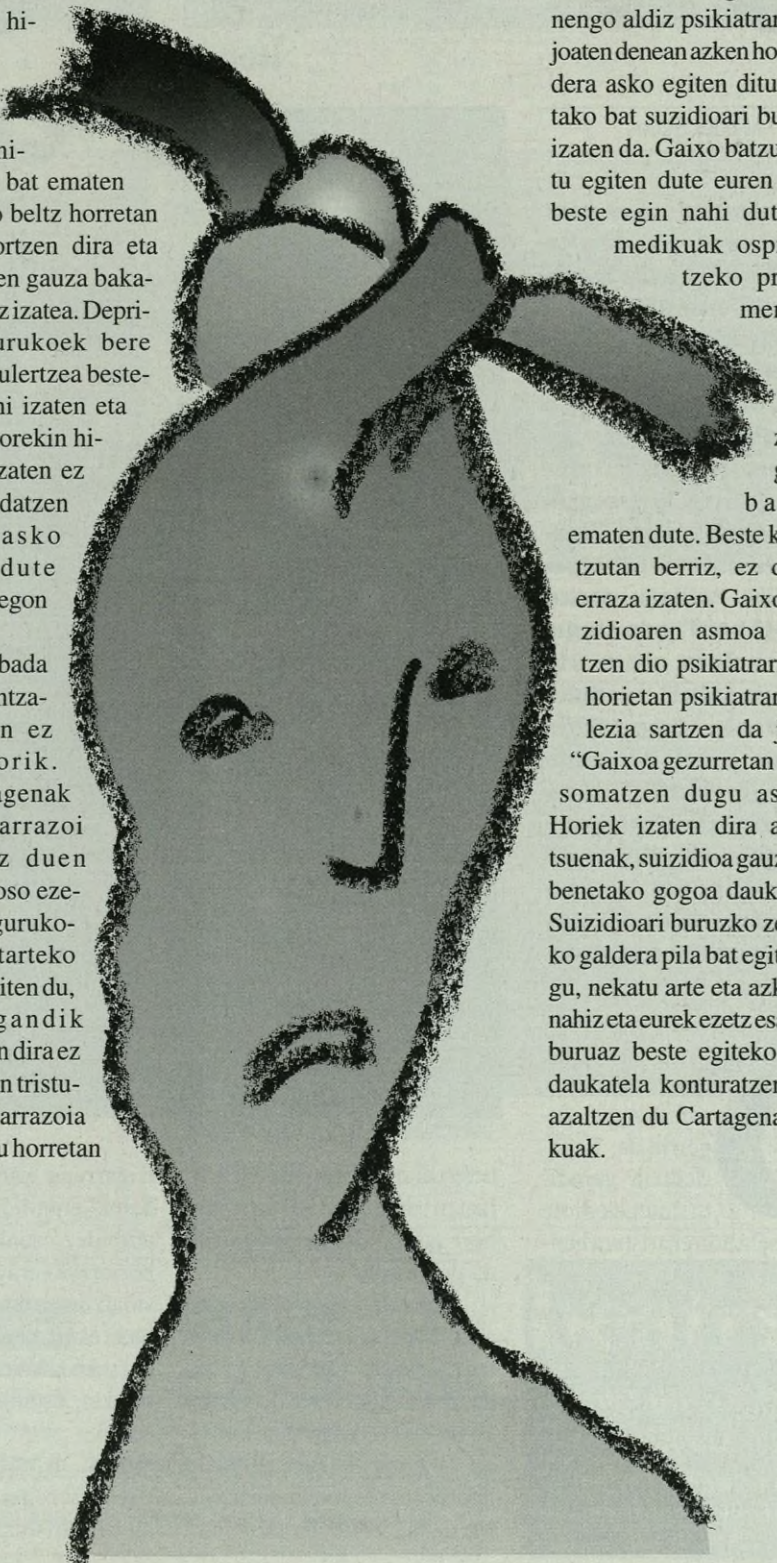 hi-
ni-
bat ematen
beltz horretan
ortzen dira eta
en gauza baka-
z izatea. Depri-
urukoek bere
ulertzea beste-
ni izaten eta
orekin hi-
zaten ez
datzen
asko
dute
egon
bada
ntza-
n ez
orik.
agenak
arrazoi
z duen
oso eze-
guruko-
tarteko
iten du,
gandik
n dira ez
n tristu-
arrazoia
u horretan
nengo aldiz psikiatrar
joaten denean azken ho
dera asko egiten ditu
tako bat suzidioari bu
izaten da. Gaixo batzu
tu egiten dute euren
beste egin nahi dut
medikuak osp
tzeko pr
mer
z
g
ba
ematen dute. Beste k
tzutan berriz, ez d
erraza izaten. Gaixo
zidioaren asmoa
tzen dio psikiatrar
horietan psikiatrar
lezia sartzen da j
“Gaixoa gezurretan
somatzen dugu as
Horiek izaten dira a
tsuenak, suizidioa gauz
benetako gogoa dauk
Suizidioari buruzko ze
ko galdera pila bat egit
gu, nekatu arte eta azk
nahiz eta eurek ezetz esa
buruaz beste egiteko
daukatela konturatzen
azaltzen du Cartagena
kuak.